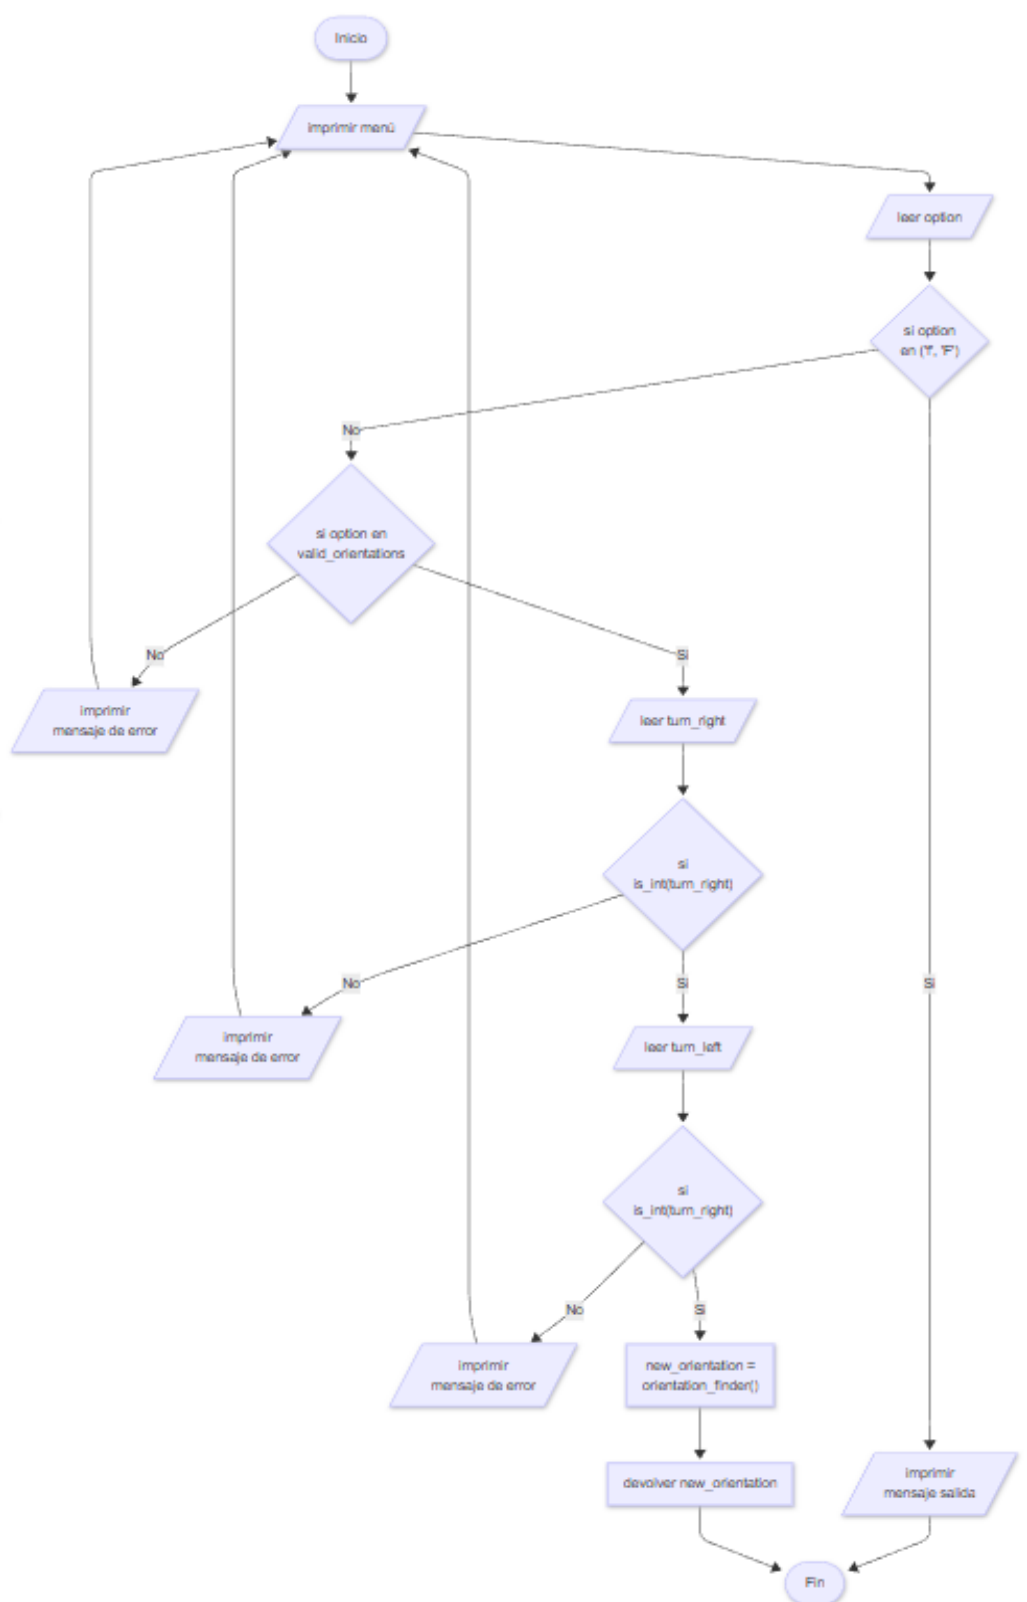 Inicio
imprimir menú
leer option
si option
en ('f', 'F')
No
si option en
valid_orientations
No
Si
imprimir
mensaje de error
leer turn_right
si
is_int(turn_right)
No
Si
Si
imprimir
mensaje de error
leer turn_left
si
is_int(turn_right)
No
Si
imprimir
mensaje de error
new_orientation =
orientation_finder()
devolver new_orientation
imprimir
mensaje salida
Fin